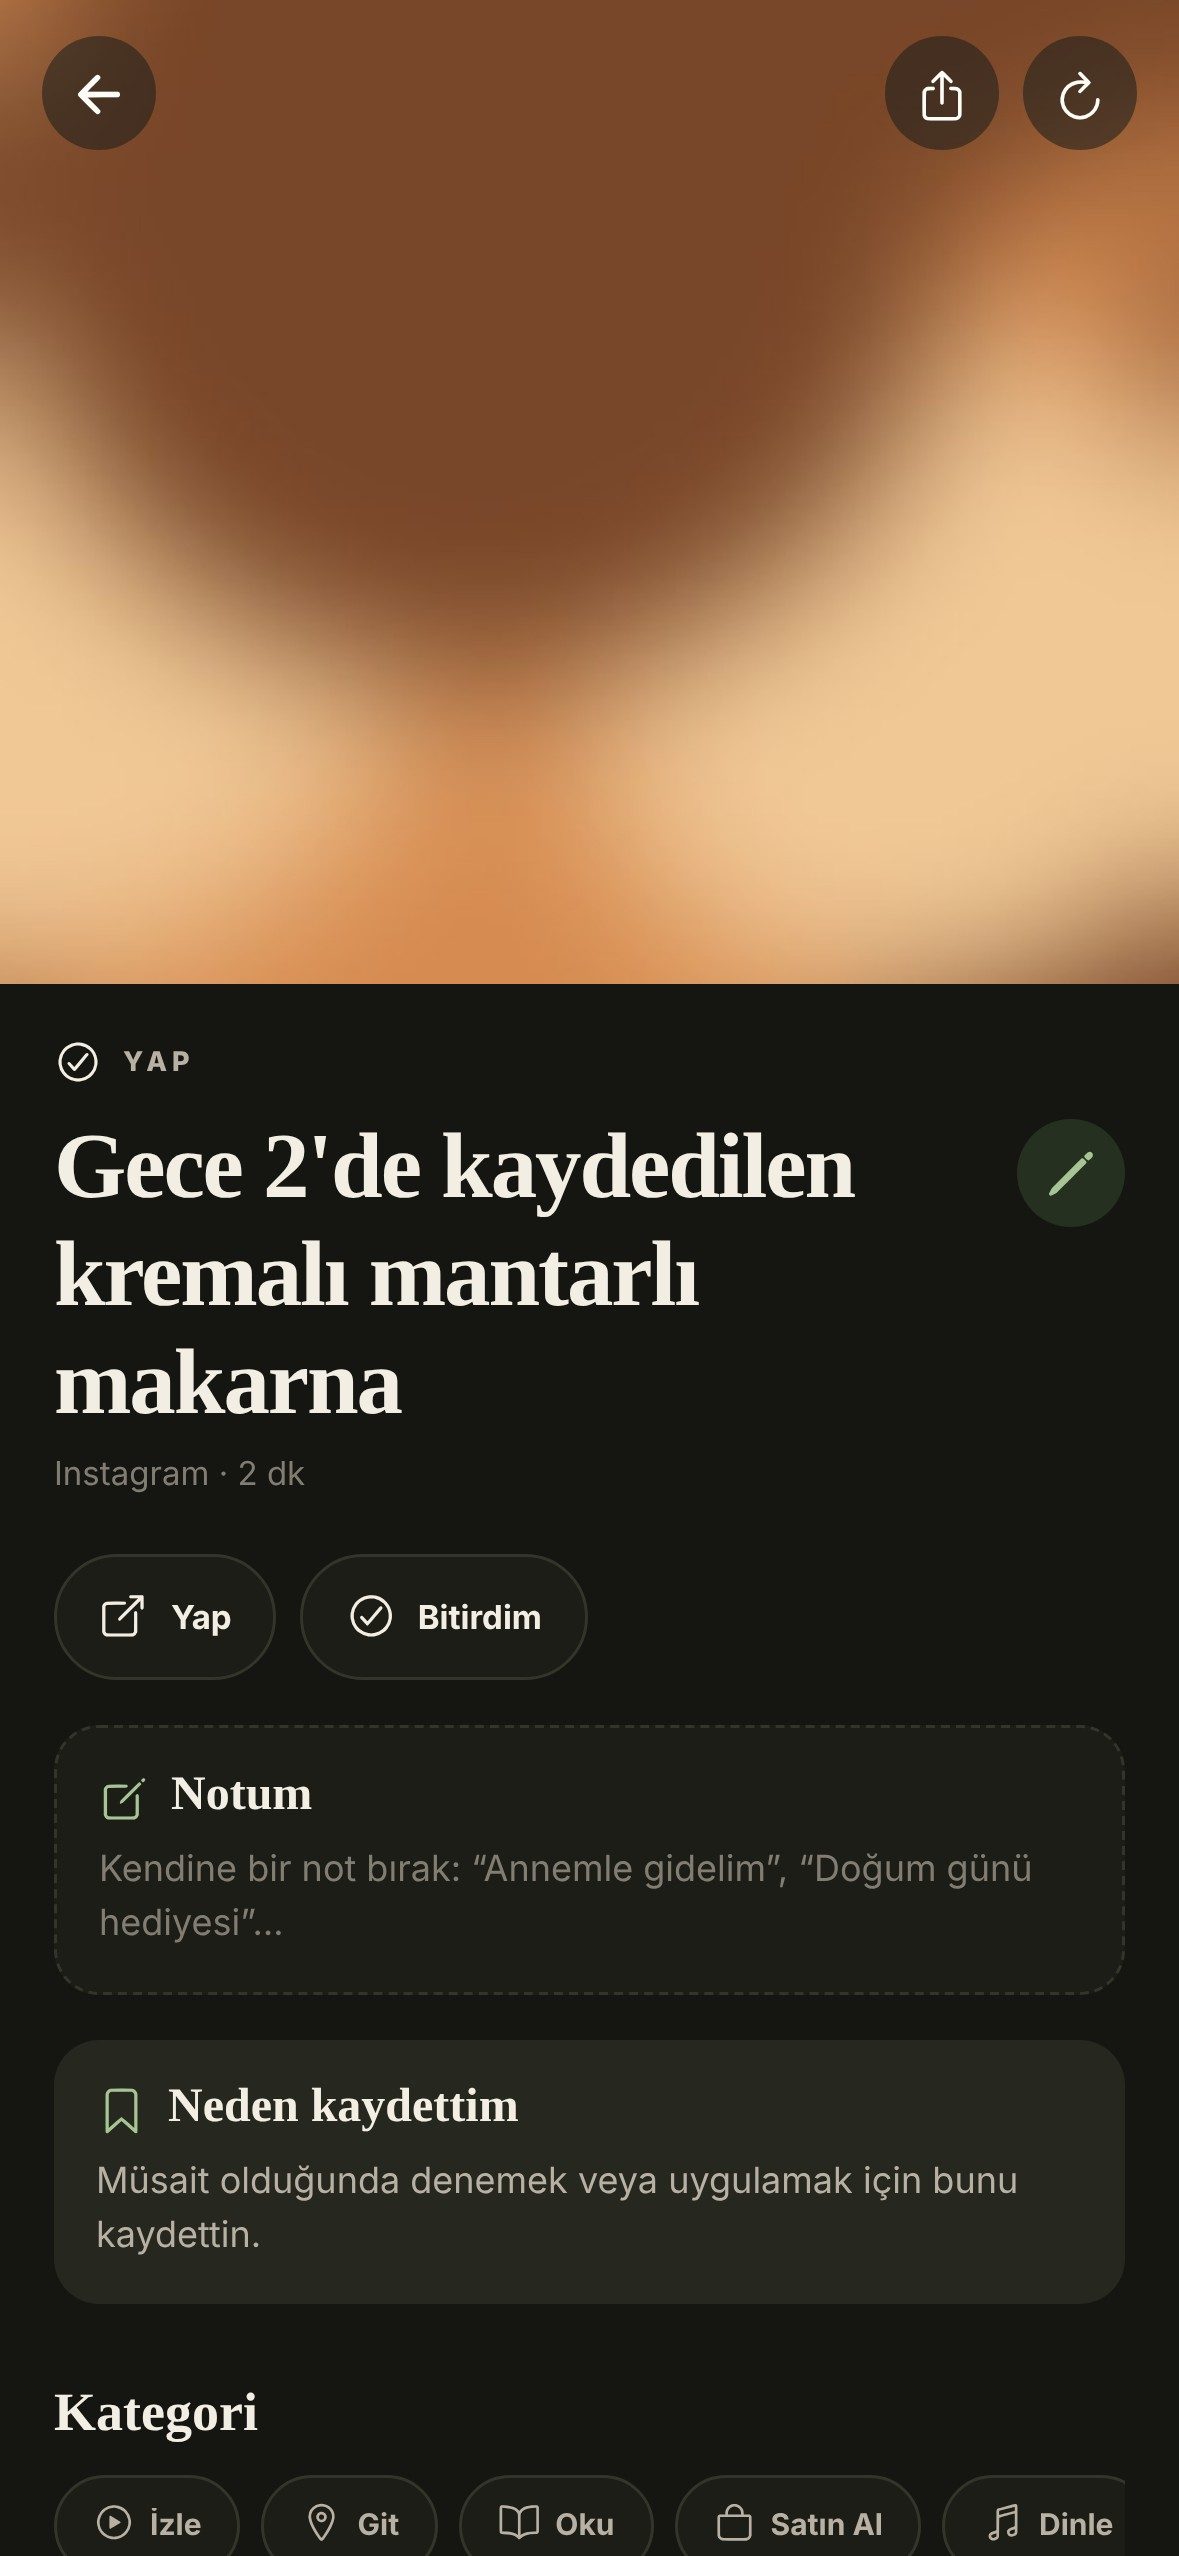 YAP
Gece 2'de kaydedilen
kremalı mantarlı
makarna
Instagram · 2 dk
Yap
Bitirdim
Notum
Kendine bir not bırak: “Annemle gidelim”, “Doğum günü
hediyesi”...
Neden kaydettim
Müsait olduğunda denemek veya uygulamak için bunu
kaydettin.
Kategori
İzle
Git
Oku
Satın Al
Dinle